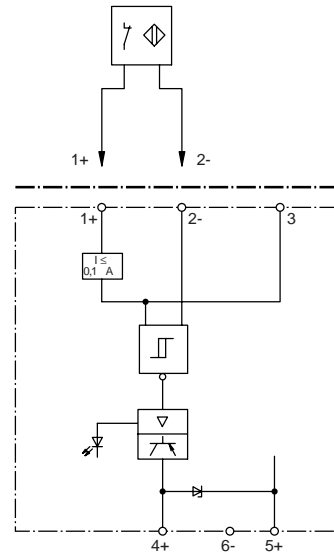 1+ 2-
1+ 2- 3
I ≤
0,1 A
4+ 6- 5+